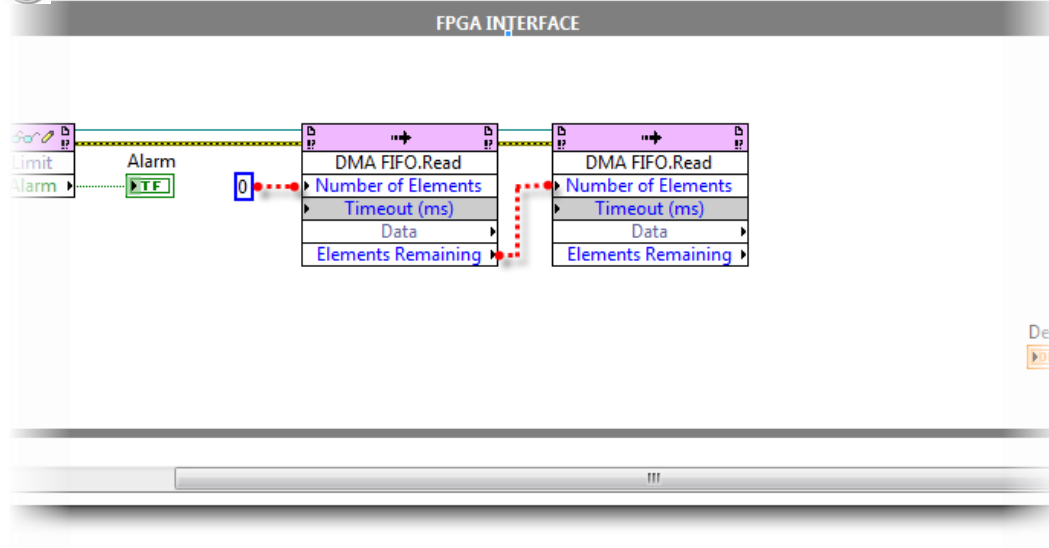 FPGA INTERFACE
Limit
Alarm
Alarm
TF
0
DMA FIFO.Read
Number of Elements
Timeout (ms)
Data
Elements Remaining
DMA FIFO.Read
Number of Elements
Timeout (ms)
Data
Elements Remaining
De